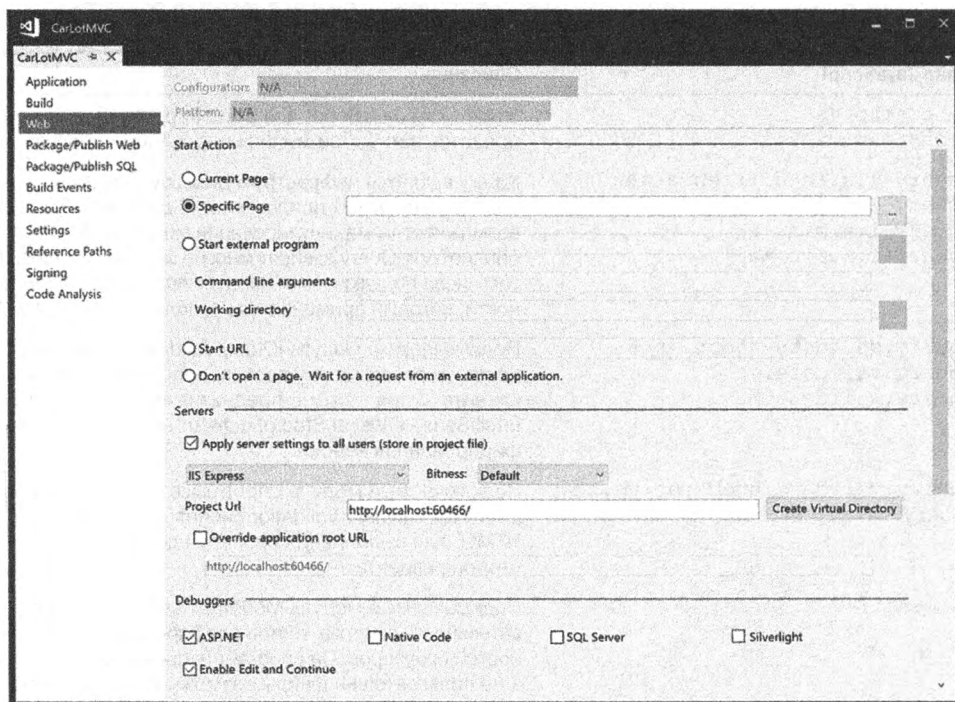 CarLotMVC
CarLotMVC
Application
Build
Web
Package/Publish Web
Package/Publish SQL
Build Events
Resources
Settings
Reference Paths
Signing
Code Analysis
Configuration: N/A
Platform: N/A
Start Action
Current Page
Specific Page
...
Start external program
Command line arguments
Working directory
Start URL
Don't open a page. Wait for a request from an external application.
Servers
Apply server settings to all users (store in project file)
IIS Express Bitness: Default
Project Url http://localhost:60466/ Create Virtual Directory
Override application root URL
http://localhost:60466/
Debuggers
ASP.NET Native Code SQL Server Silverlight
Enable Edit and Continue